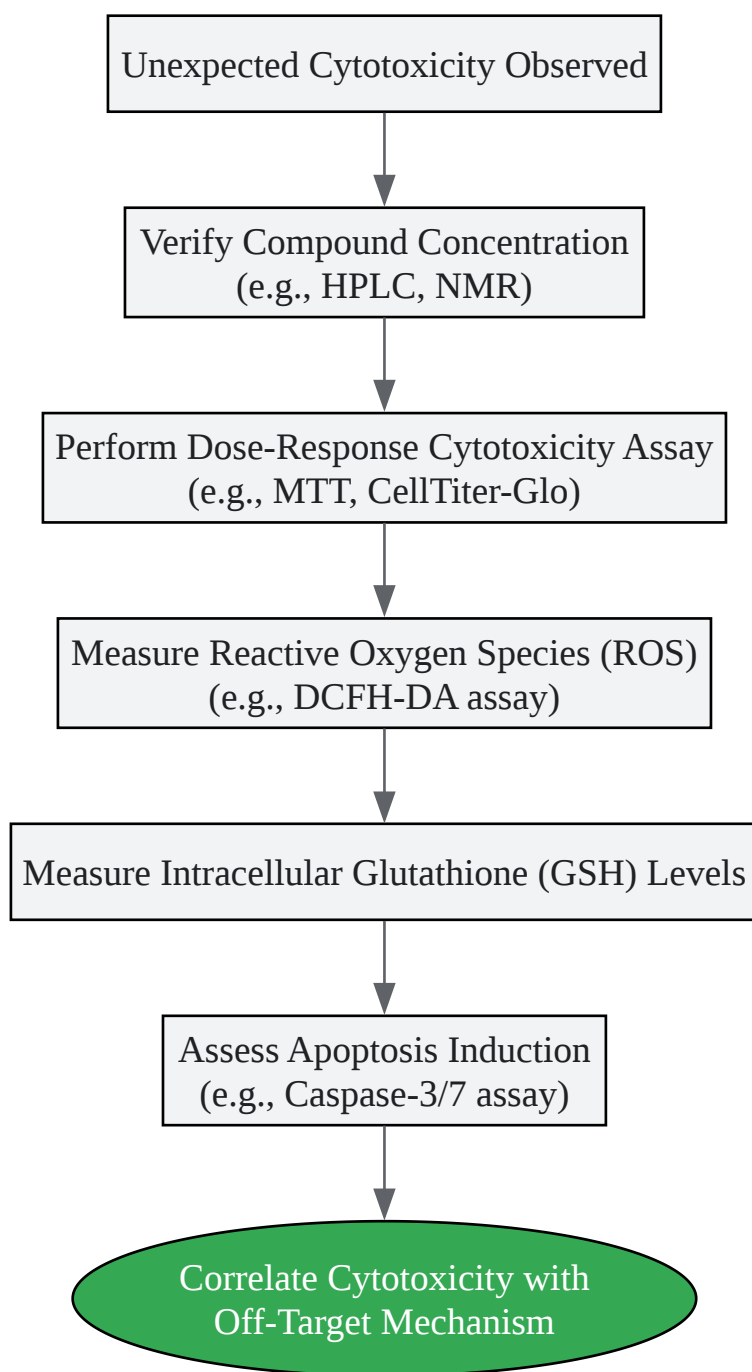 Unexpected Cytotoxicity Observed
Verify Compound Concentration
(e.g., HPLC, NMR)
Perform Dose-Response Cytotoxicity Assay
(e.g., MTT, CellTiter-Glo)
Measure Reactive Oxygen Species (ROS)
(e.g., DCFH-DA assay)
Measure Intracellular Glutathione (GSH) Levels
Assess Apoptosis Induction
(e.g., Caspase-3/7 assay)
Correlate Cytotoxicity with
Off-Target Mechanism